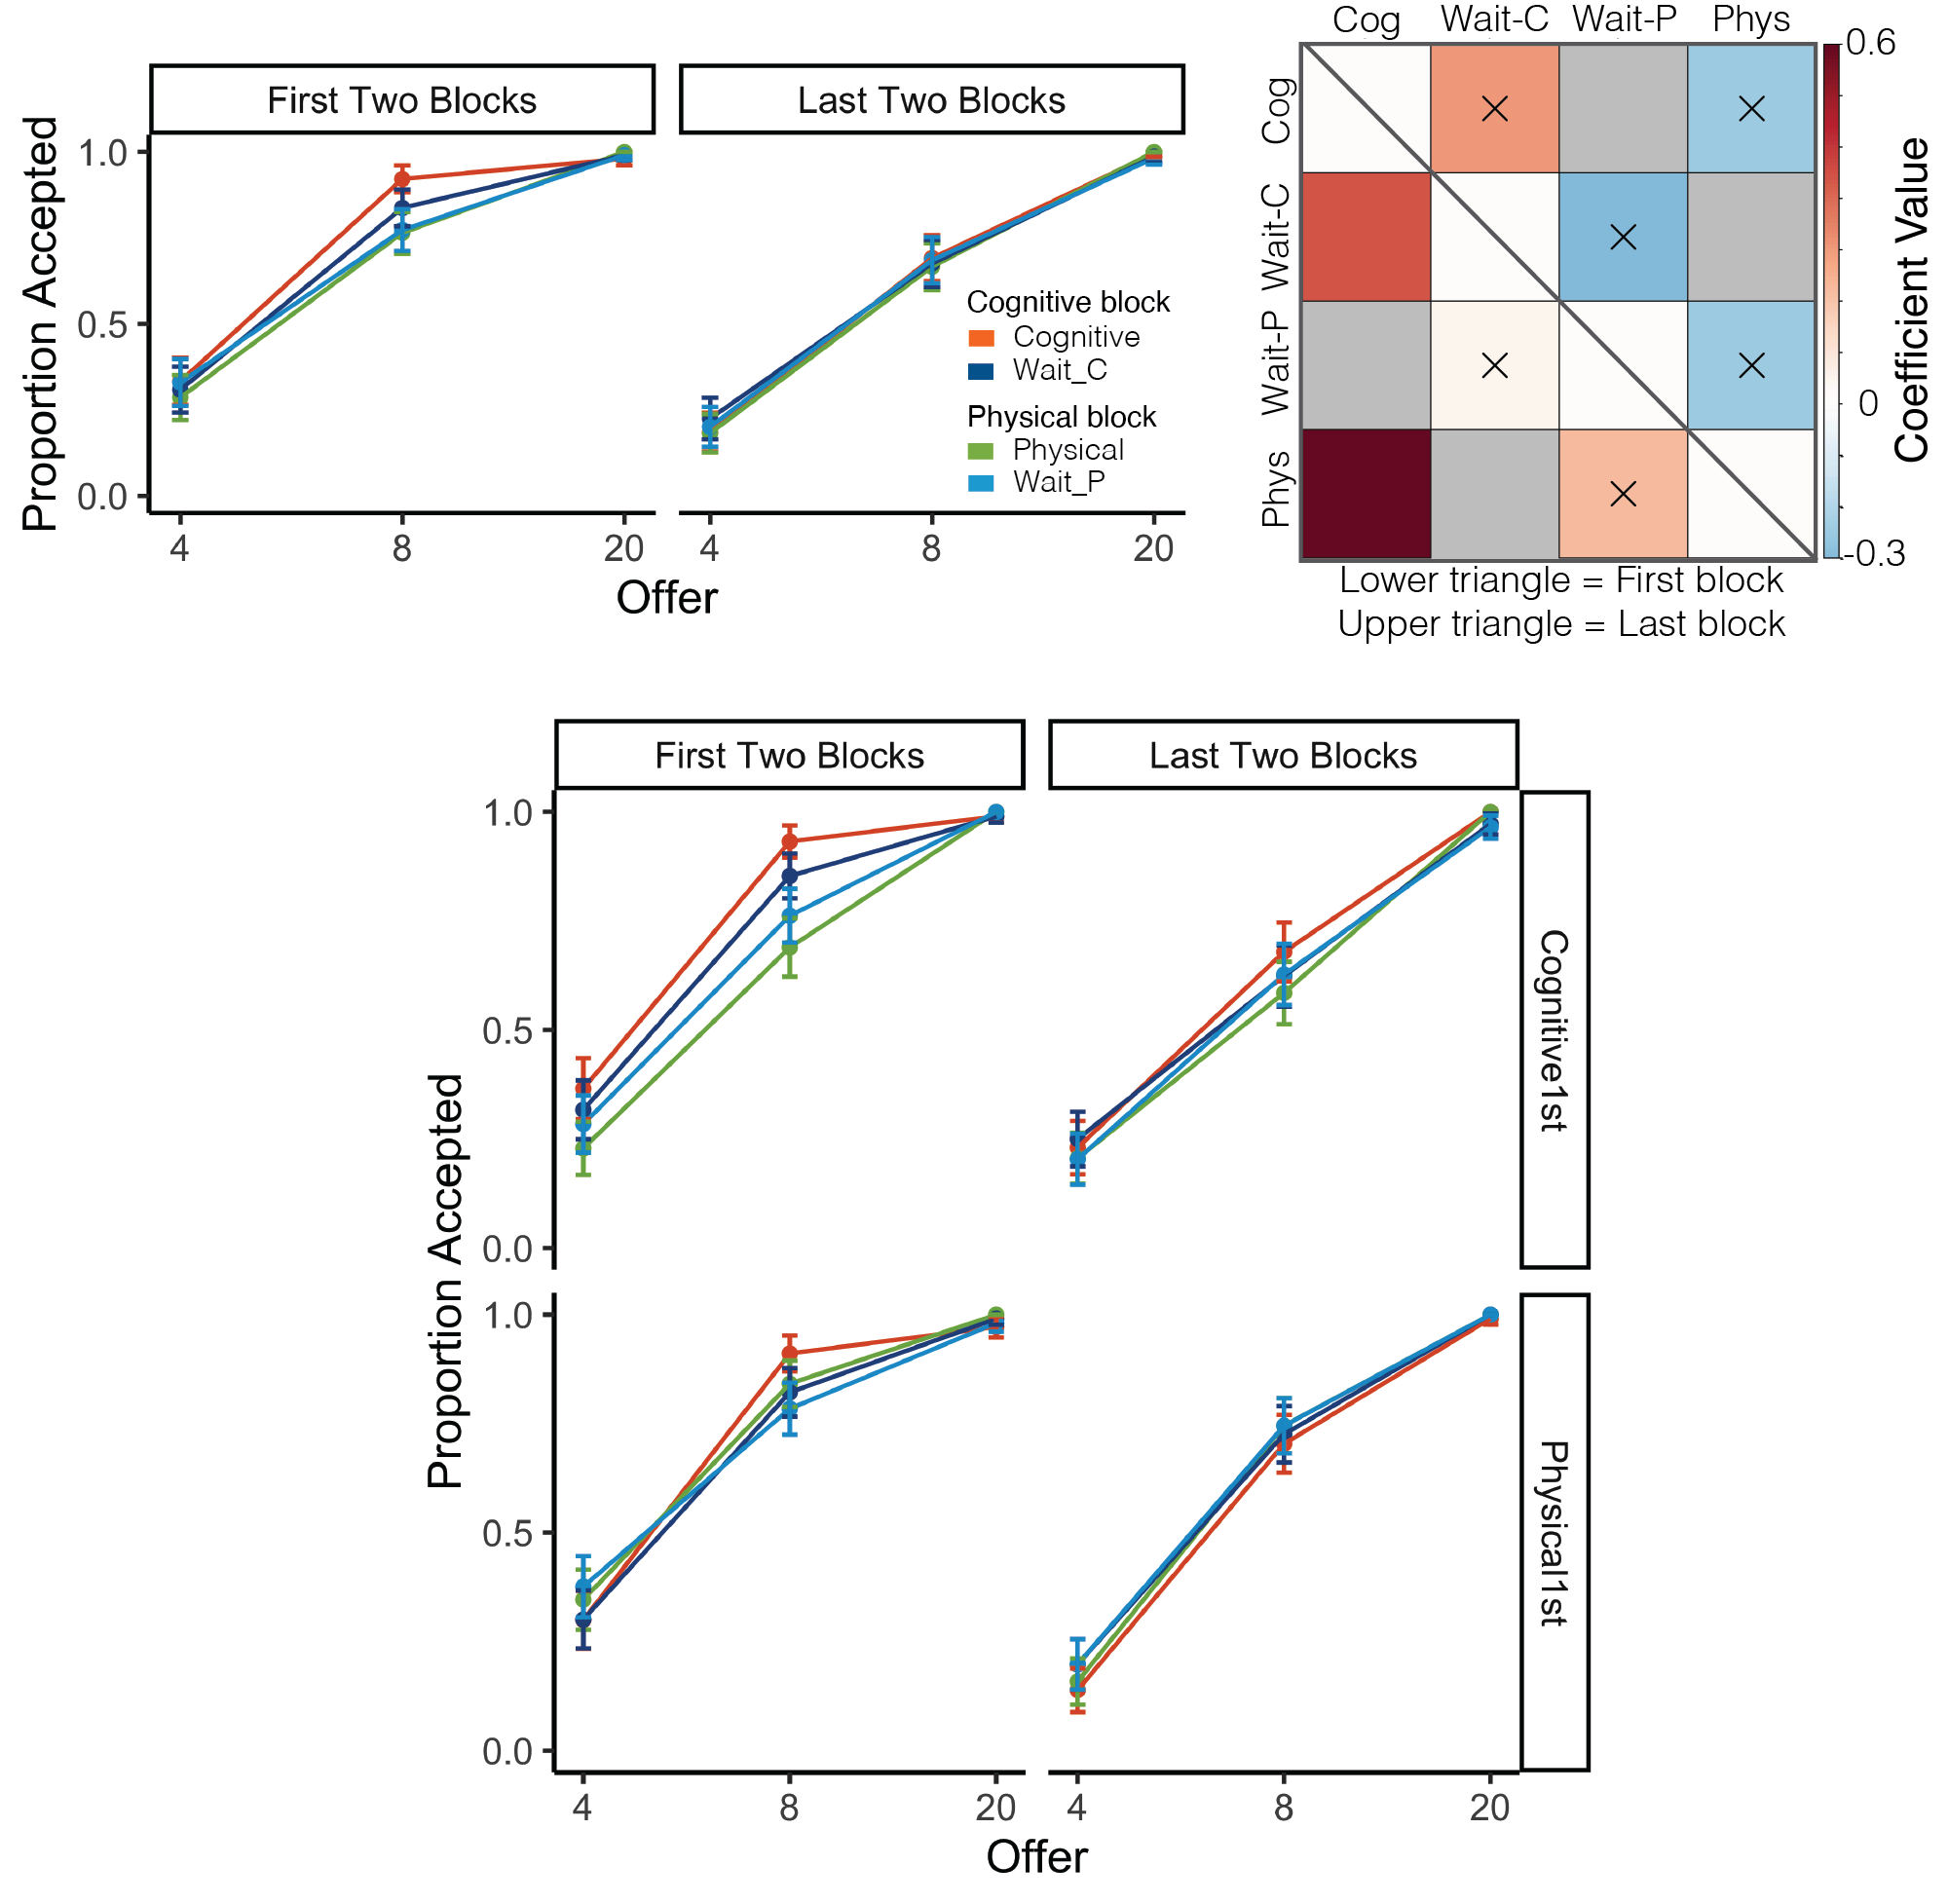 First Two Blocks
Last Two Blocks
Proportion Accepted
1.0
0.5
0.0
4 8 20
4 8 20
Offer
Cognitive block
Cognitive
Wait_C
Physical block
Physical
Wait_P
Cog Wait-C Wait-P Phys
Cog
Wait-C
Wait-P
Phys
0.6
0
-0.3
Coefficient Value
Lower triangle = First block
Upper triangle = Last block
First Two Blocks
Last Two Blocks
Proportion Accepted
1.0
0.5
0.0
Cognitive1st
1.0
0.5
0.0
Physical1st
4 8 20
4 8 20
Offer